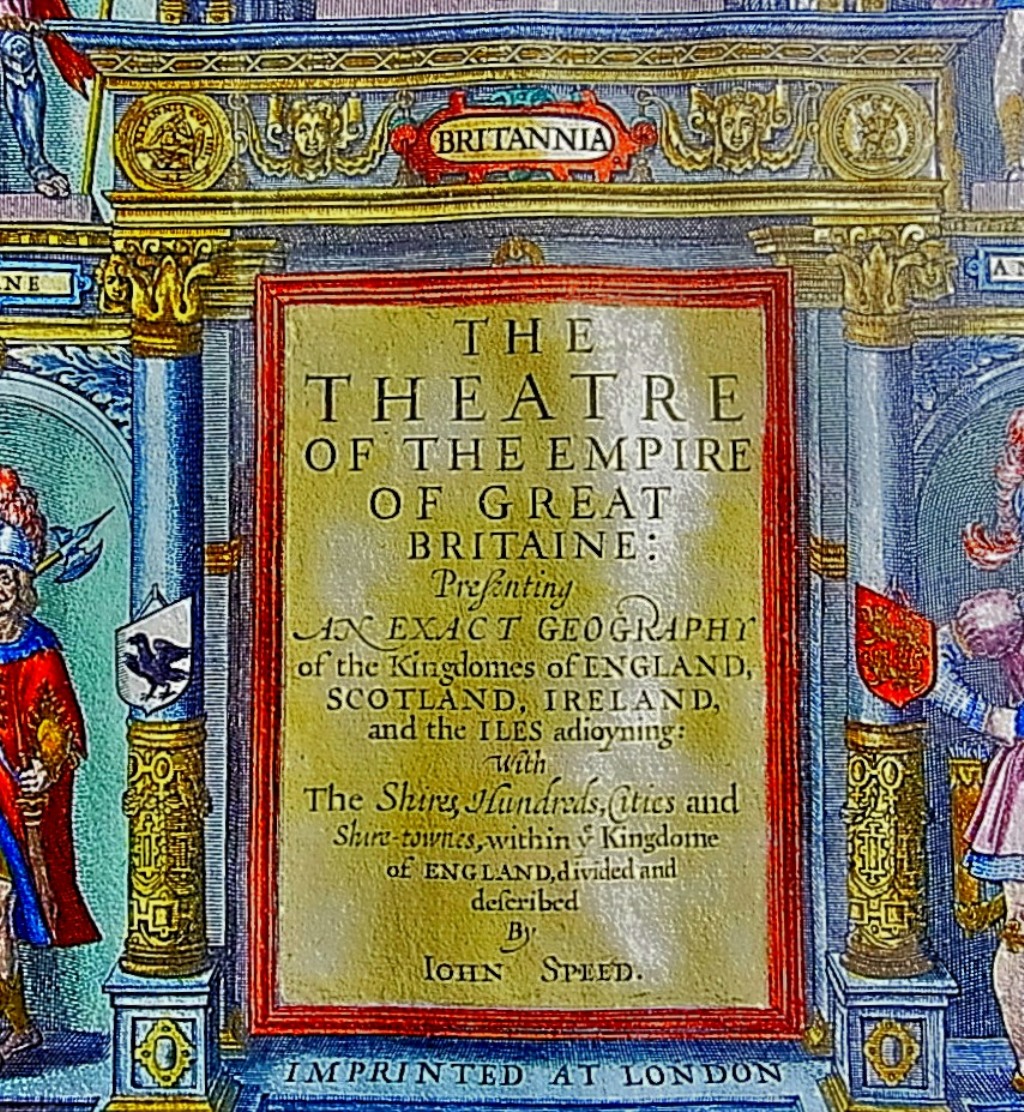 BRITANNIA
NE
AN
THE
THEATRE
OF THE EMPIRE
OF GREAT
BRITAINE:
Preſenting
AN EXACT GEOGRAPHY
of the Kingdomes of ENGLAND,
SCOTLAND, IRELAND,
and the ILES adioyning:
With
The Shires, Hundreds, Cities and
Shire-townes, within yͤ Kingdome
of ENGLAND, divided and
deſcribed
By
IOHN SPEED.
IMPRINTED AT LONDON